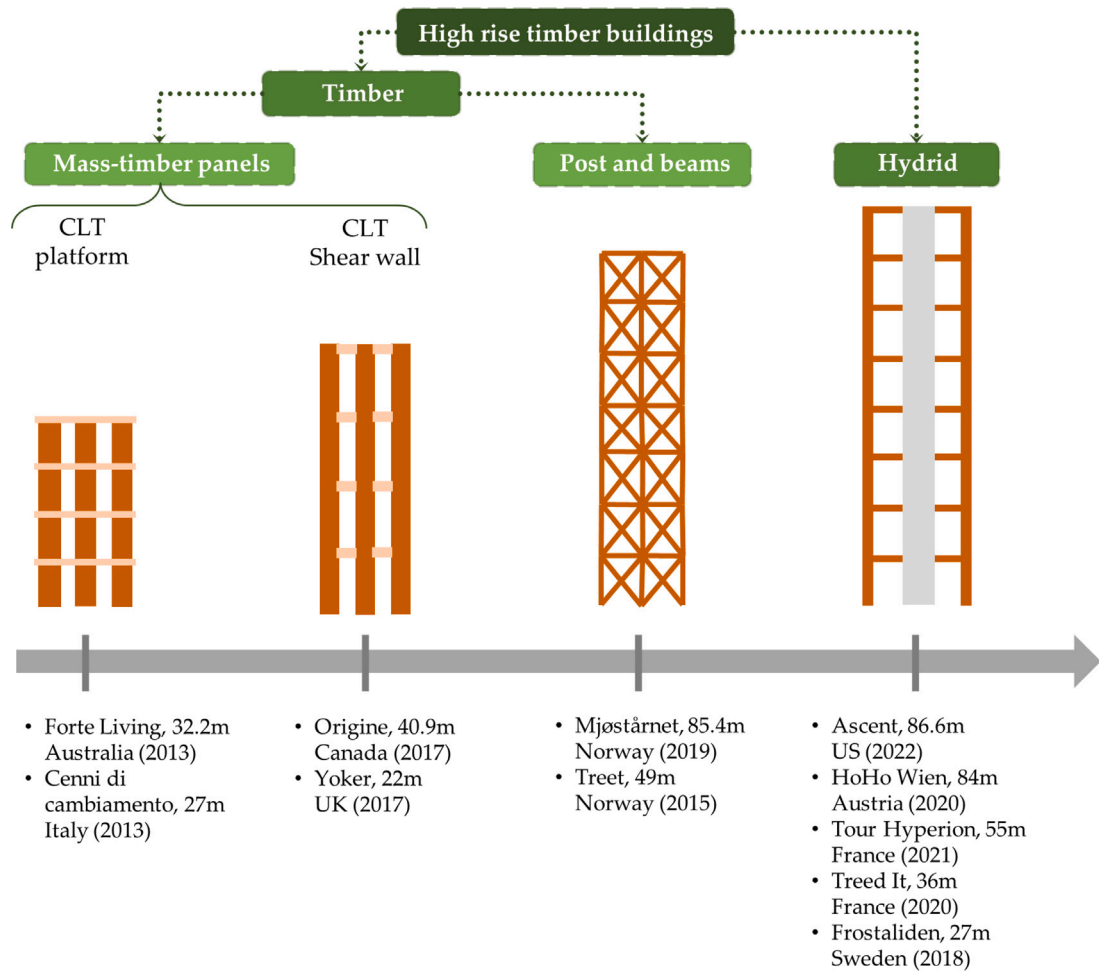 High rise timber buildings
Timber
Mass-timber panels
Post and beams
Hydrid
CLT
platform
CLT
Shear wall
• Forte Living, 32.2m
Australia (2013)
• Cenni di
cambiamento, 27m
Italy (2013)
• Origine, 40.9m
Canada (2017)
• Yoker, 22m
UK (2017)
• Mjøstårnet, 85.4m
Norway (2019)
• Treet, 49m
Norway (2015)
• Ascent, 86.6m
US (2022)
• HoHo Wien, 84m
Austria (2020)
• Tour Hyperion, 55m
France (2021)
• Treed It, 36m
France (2020)
• Frostaliden, 27m
Sweden (2018)